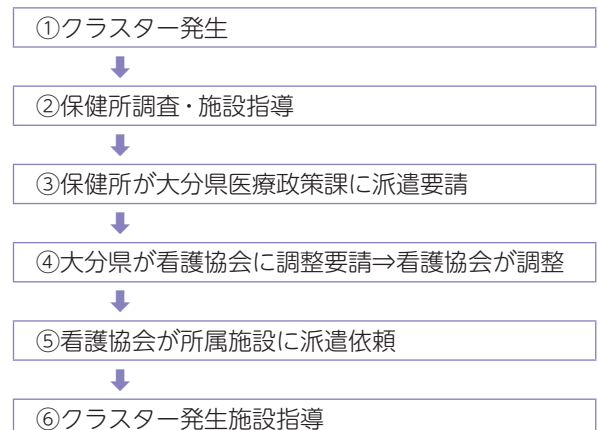 ①クラスター発生
②保健所調査・施設指導
③保健所が大分県医療政策課に派遣要請
④大分県が看護協会に調整要請⇒看護協会が調整
⑤看護協会が所属施設に派遣依頼
⑥クラスター発生施設指導